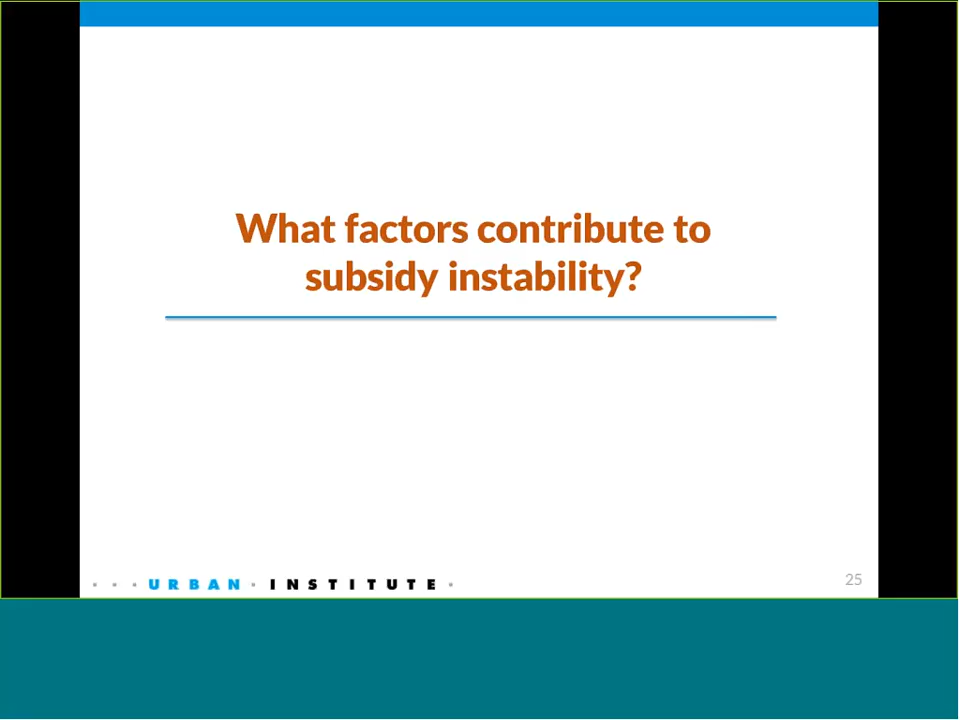 What factors contribute to
subsidy instability?
URBAN INSTITUTE
25